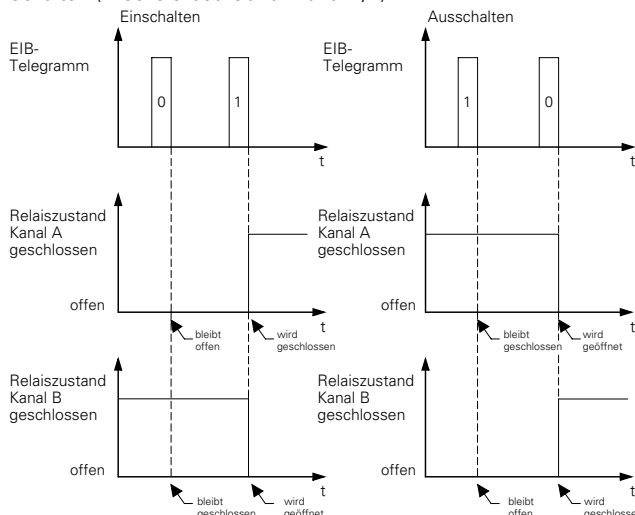 Einschalten
Ausschalten
EIB-
Telegramm
0
1
t
EIB-
Telegramm
1
0
t
Relaiszustand
Kanal A
geschlossen
offen
bleibt
offen
wird
geschlossen
t
Relaiszustand
Kanal A
geschlossen
offen
bleibt
geschlossen
wird
geöffnet
t
Relaiszustand
Kanal B
geschlossen
offen
bleibt
geschlossen
wird
geöffnet
t
Relaiszustand
Kanal B
geschlossen
offen
bleibt
offen
wird
geschlossen
t